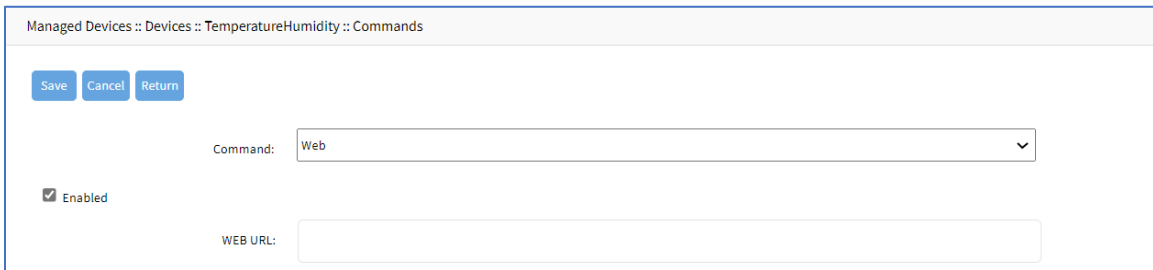 Managed Devices :: Devices :: TemperatureHumidity :: Commands
Save Cancel Return
Command: Web
Enabled
WEB URL: